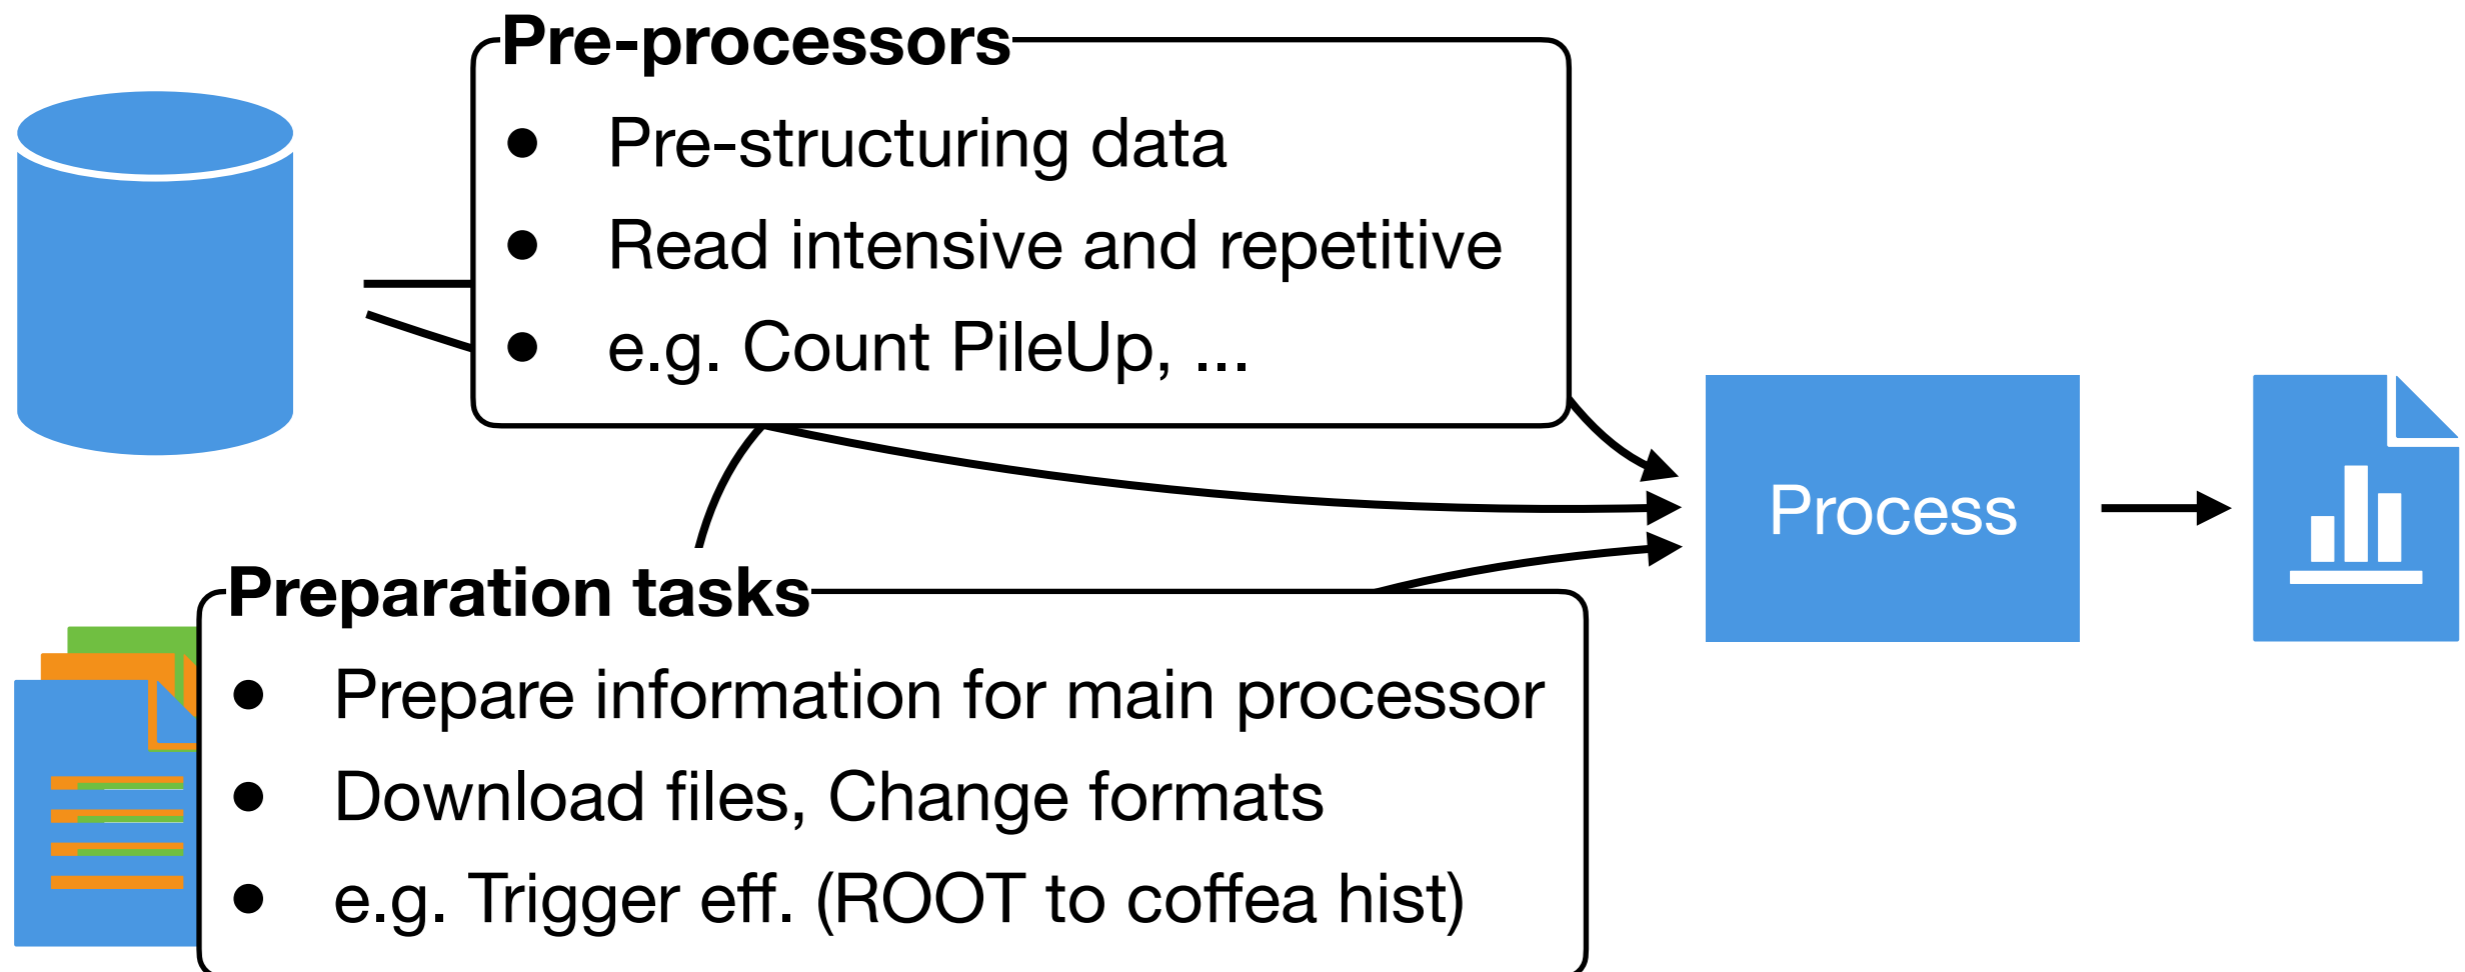 Pre-processors
● Pre-structuring data
● Read intensive and repetitive
● e.g. Count PileUp, ...
Process
Preparation tasks
● Prepare information for main processor
● Download files, Change formats
● e.g. Trigger eff. (ROOT to coffea hist)